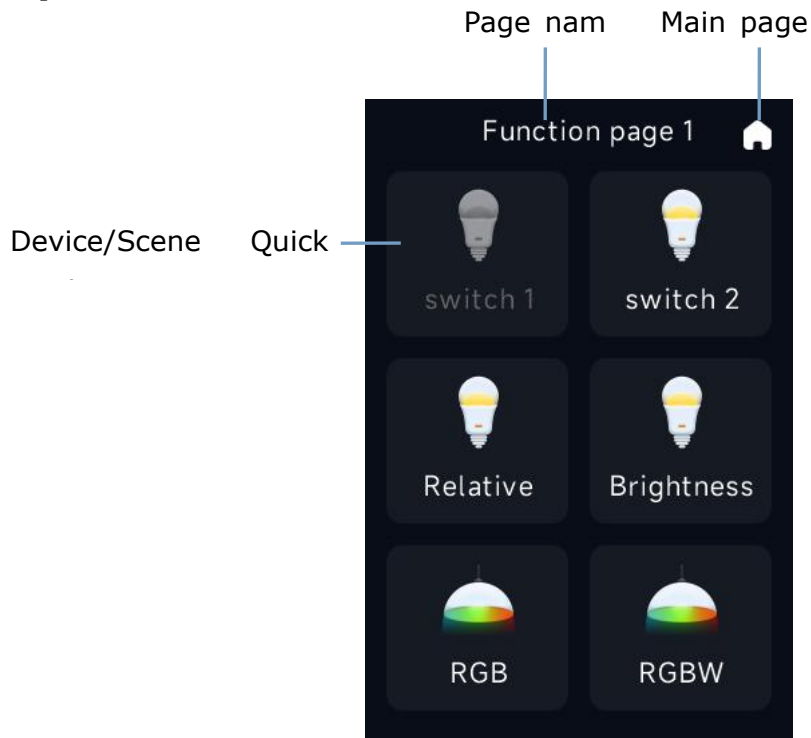 Page nam Main page
Function page 1
Device/Scene Quick
switch 1 switch 2
Relative Brightness
RGB RGBW